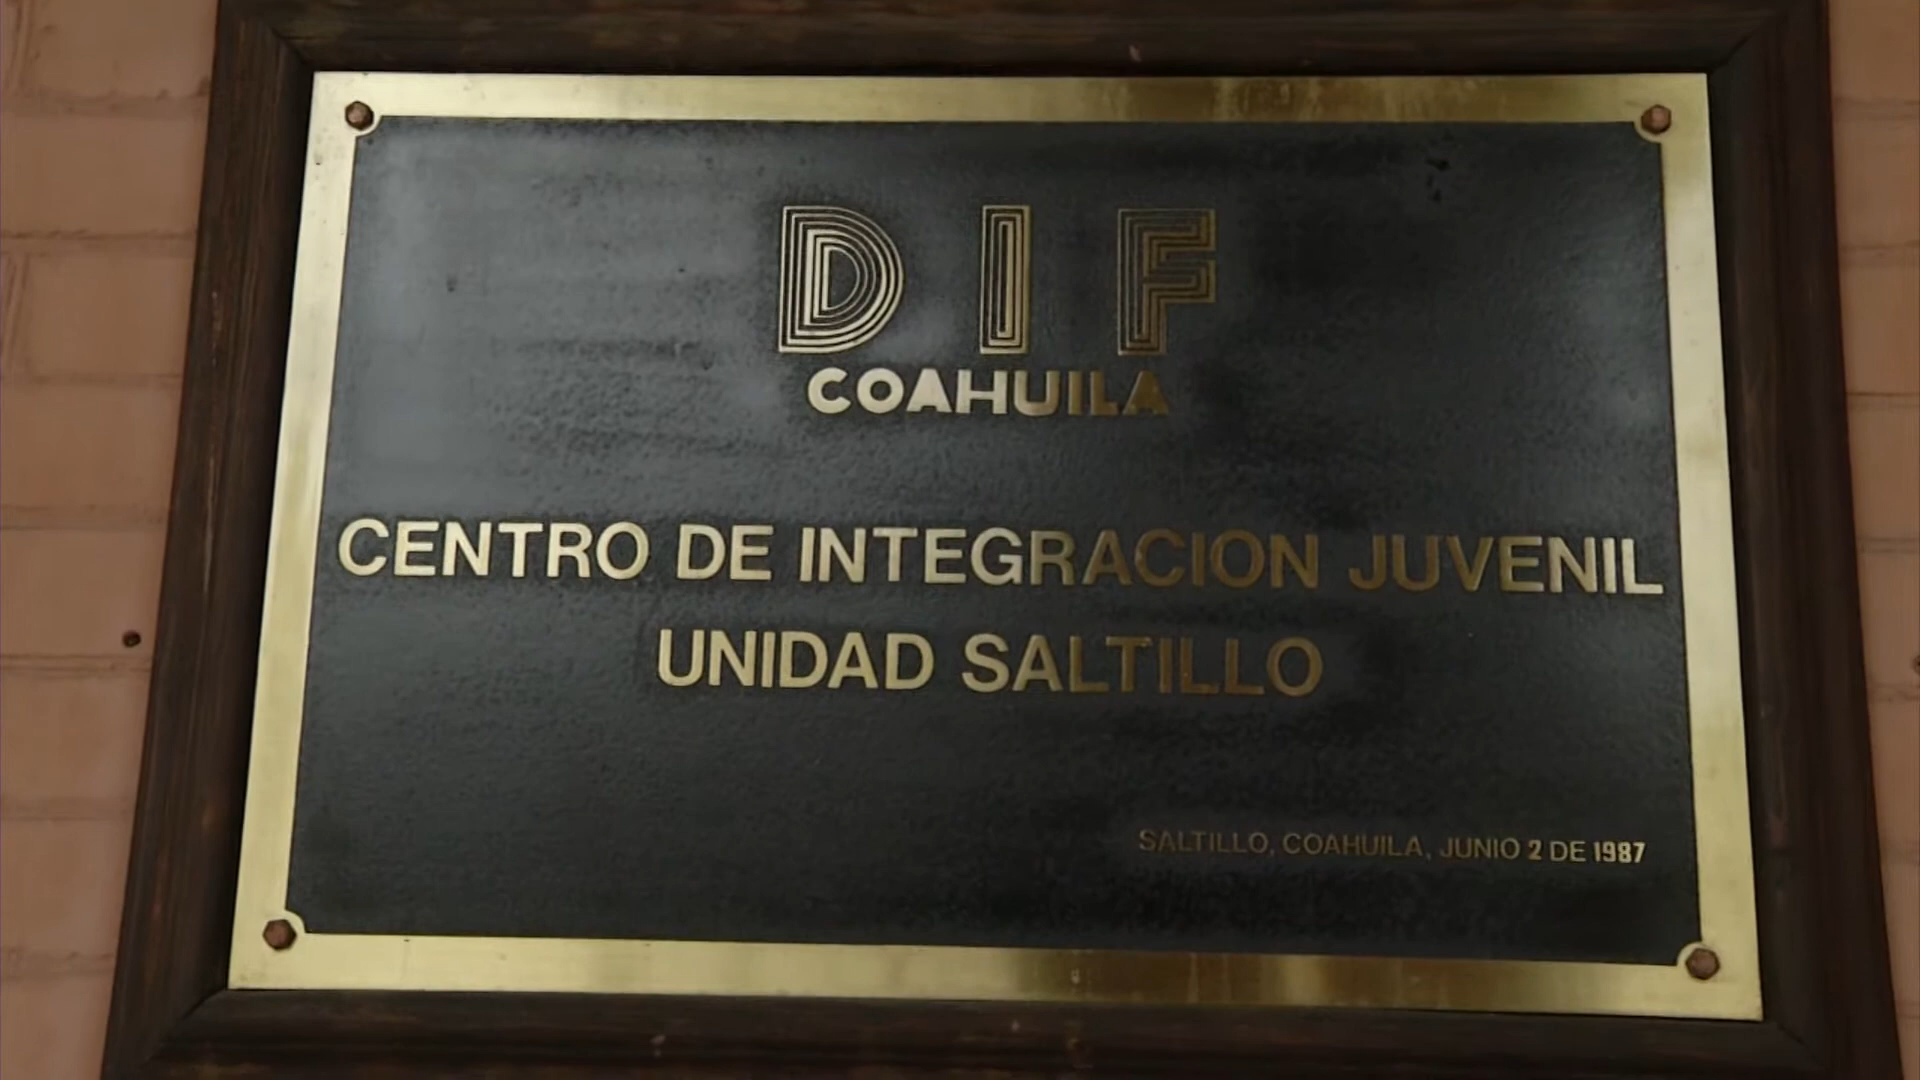 DIF
COAHUILA
CENTRO DE INTEGRACION JUVENIL
UNIDAD SALTILLO
SALTILLO, COAHUILA, JUNIO 2 DE 1987